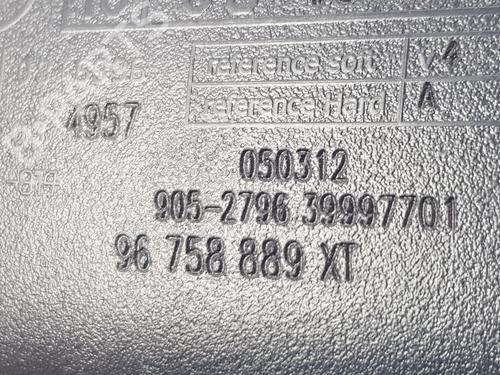 reference soft V4
reference Hard A
4957
050312
905-2796 39997701
96 758 889 XT